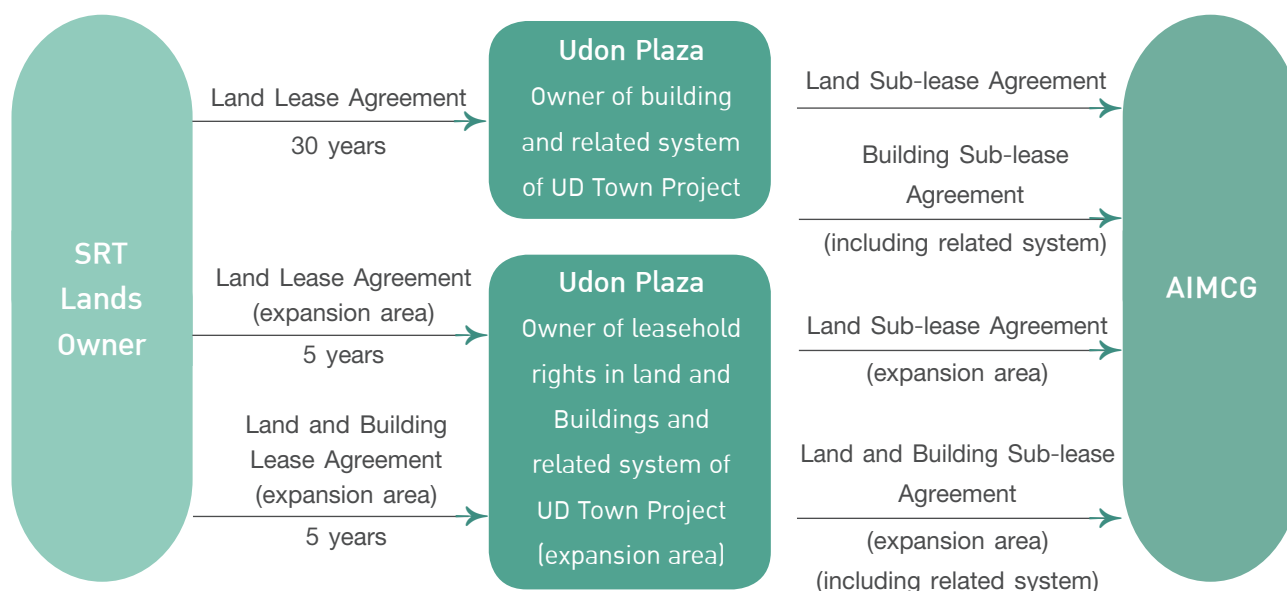 SRT
Lands
Owner
Land Lease Agreement
30 years
Land Lease Agreement
(expansion area)
5 years
Land and Building
Lease Agreement
(expansion area)
5 years
Udon Plaza
Owner of building
and related system
of UD Town Project
Udon Plaza
Owner of leasehold
rights in land and
Buildings and
related system of
UD Town Project
(expansion area)
Land Sub-lease Agreement
Building Sub-lease
Agreement
(including related system)
Land Sub-lease Agreement
(expansion area)
Land and Building Sub-lease
Agreement
(expansion area)
(including related system)
AIMCG